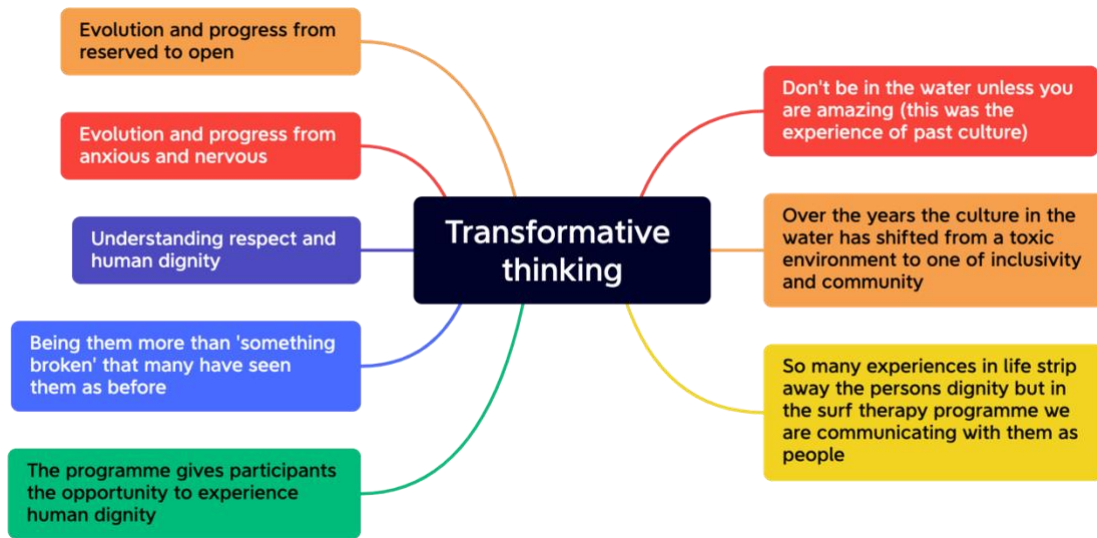 Evolution and progress from
reserved to open
Evolution and progress from
anxious and nervous
Understanding respect and
human dignity
Being them more than 'something
broken' that many have seen
them as before
The programme gives participants
the opportunity to experience
human dignity
Transformative
thinking
Don't be in the water unless you
are amazing (this was the
experience of past culture)
Over the years the culture in the
water has shifted from a toxic
environment to one of inclusivity
and community
So many experiences in life strip
away the persons dignity but in
the surf therapy programme we
are communicating with them as
people